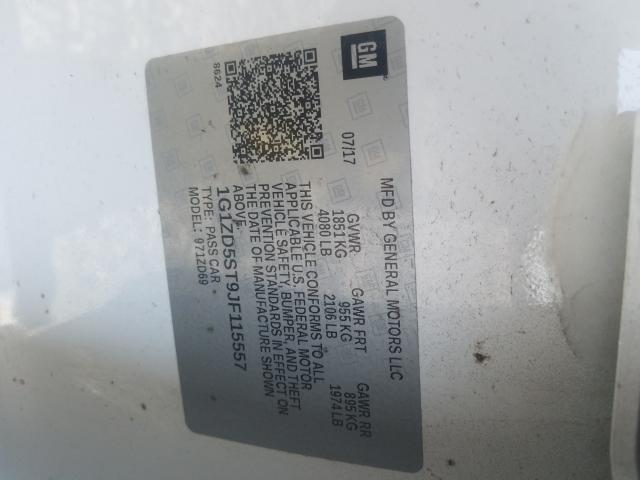 GM
MFD BY GENERAL MOTORS LLC
07/17
GVWR GAWR FRT GAWR RR
1851 KG 955 KG 895 KG
4080 LB 2106 LB 1974 LB
THIS VEHICLE CONFORMS TO ALL
APPLICABLE U.S. FEDERAL MOTOR
VEHICLE SAFETY, BUMPER, AND THEFT
PREVENTION STANDARDS IN EFFECT ON
THE DATE OF MANUFACTURE SHOWN
ABOVE.
1G1ZD5ST9JF115557
TYPE: PASS CAR
MODEL: 971ZD69
8624